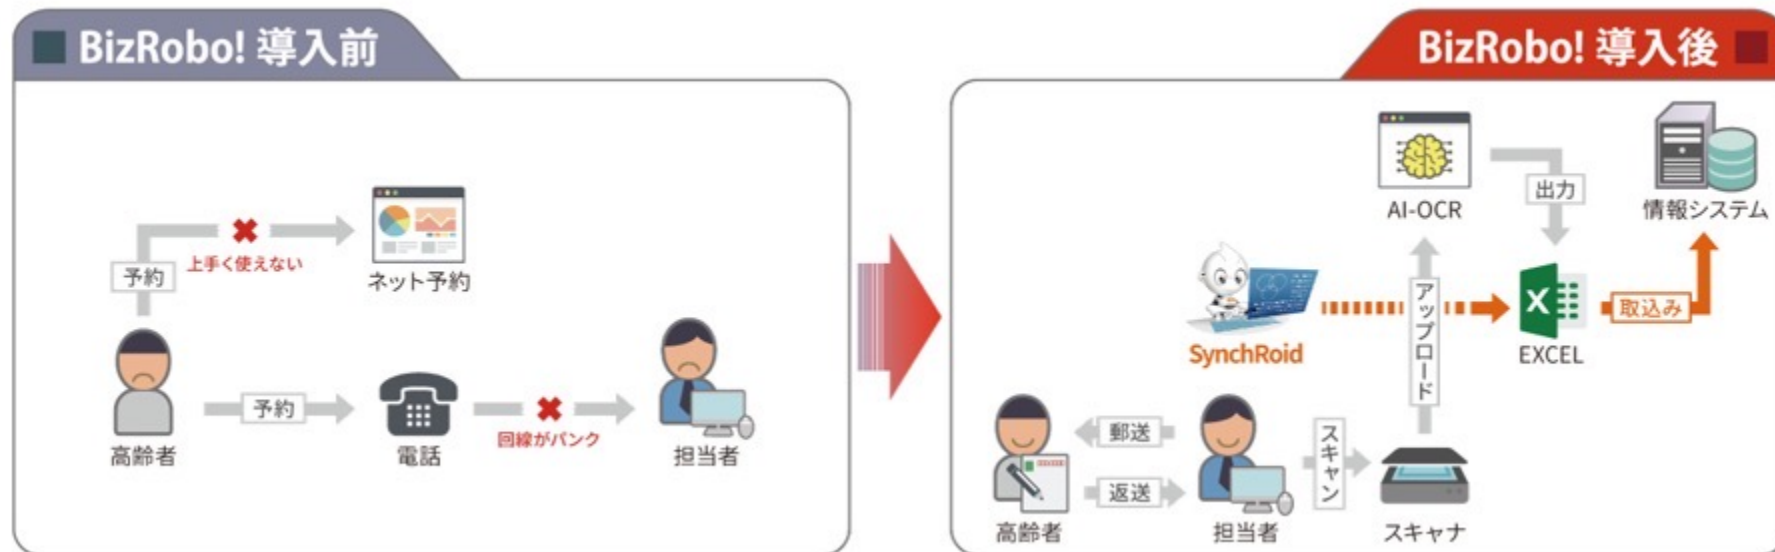 BizRobo! 導入前
ネット予約
上手く使えない
予約
高齢者
予約
電話
回線がパンク
担当者
BizRobo! 導入後
AI-OCR
出力
情報システム
SynchRoid
アップロード
EXCEL
取込み
高齢者
郵送
返送
担当者
スキャン
スキャナ